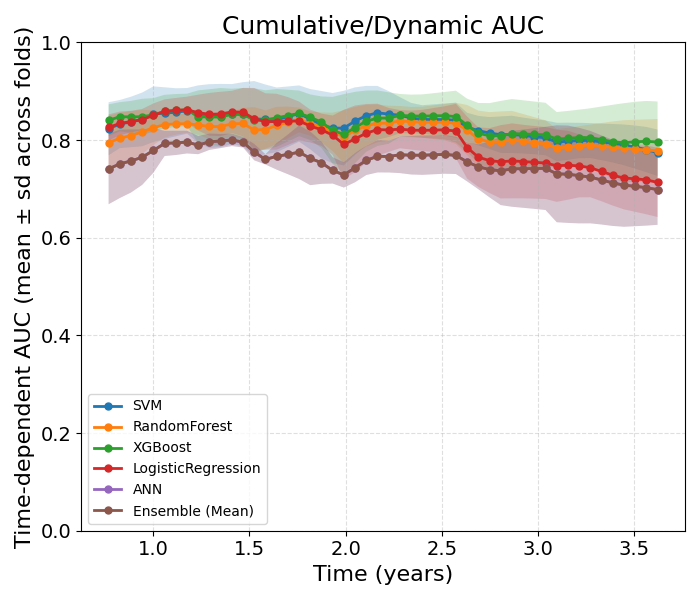 Cumulative/Dynamic AUC
Time-dependent AUC (mean ± sd across folds)
1.0
0.8
0.6
0.4
0.2
0.0
SVM
RandomForest
XGBoost
LogisticRegression
ANN
Ensemble (Mean)
1.0 1.5 2.0 2.5 3.0 3.5
Time (years)